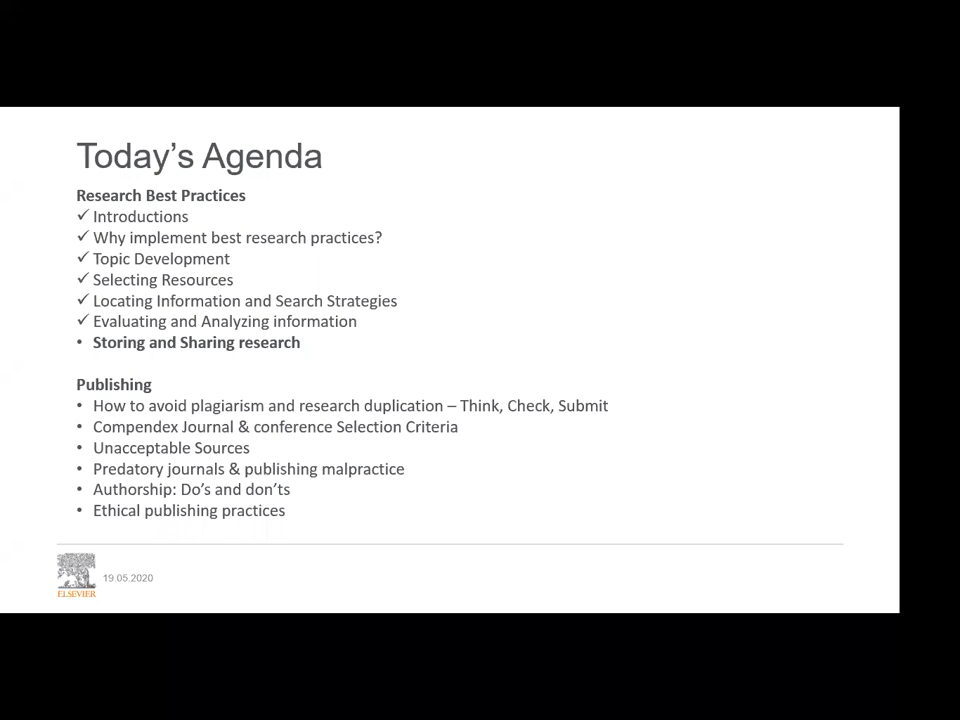 Today's Agenda
Research Best Practices
✓ Introductions
✓ Why implement best research practices?
✓ Topic Development
✓ Selecting Resources
✓ Locating Information and Search Strategies
✓ Evaluating and Analyzing information
• Storing and Sharing research
Publishing
• How to avoid plagiarism and research duplication – Think, Check, Submit
• Compendex Journal & conference Selection Criteria
• Unacceptable Sources
• Predatory journals & publishing malpractice
• Authorship: Do's and don'ts
• Ethical publishing practices
19.05.2020
ELSEVIER